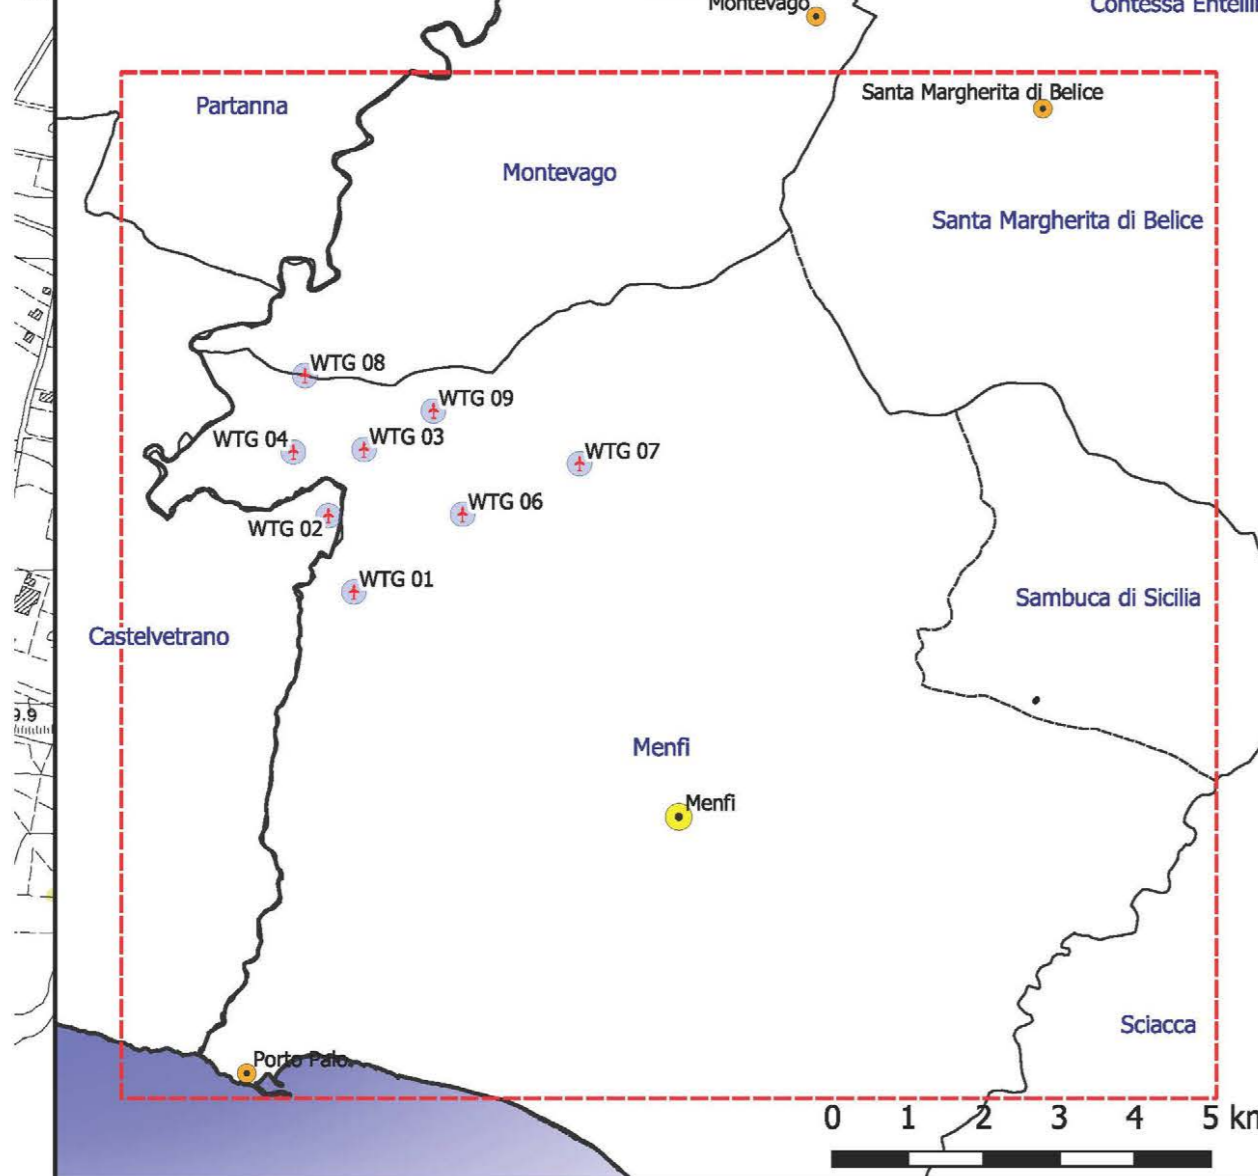 Montevago
Santa Margherita di Belice
Partanna
Montevago
Santa Margherita di Belice
WTG 08
WTG 09
WTG 04
WTG 03
WTG 07
WTG 02
WTG 06
WTG 01
Castelvetrano
Sambuca di Sicilia
9.9
Menfi
Menfi
Sciacca
Porto Palo
0 1 2 3 4 5 km